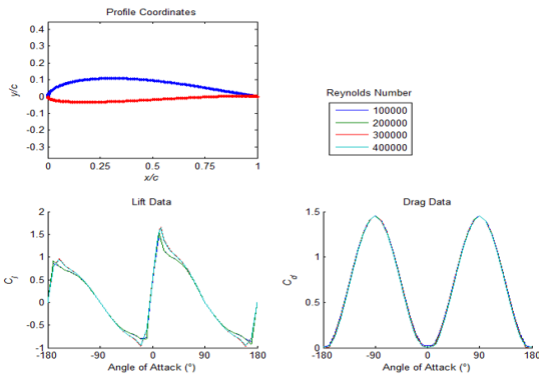 Profile Coordinates
0.4
0.3
0.2
0.1
0
-0.1
-0.2
-0.3
y/c
0 0.25 0.5 0.75 1
x/c
Reynolds Number
100000
200000
300000
400000
Lift Data
2
1.5
1
0.5
0
-0.5
-1
C_l
-180 -90 0 90 180
Angle of Attack (°)
Drag Data
1.5
1
0.5
0
C_d
-180 -90 0 90 180
Angle of Attack (°)